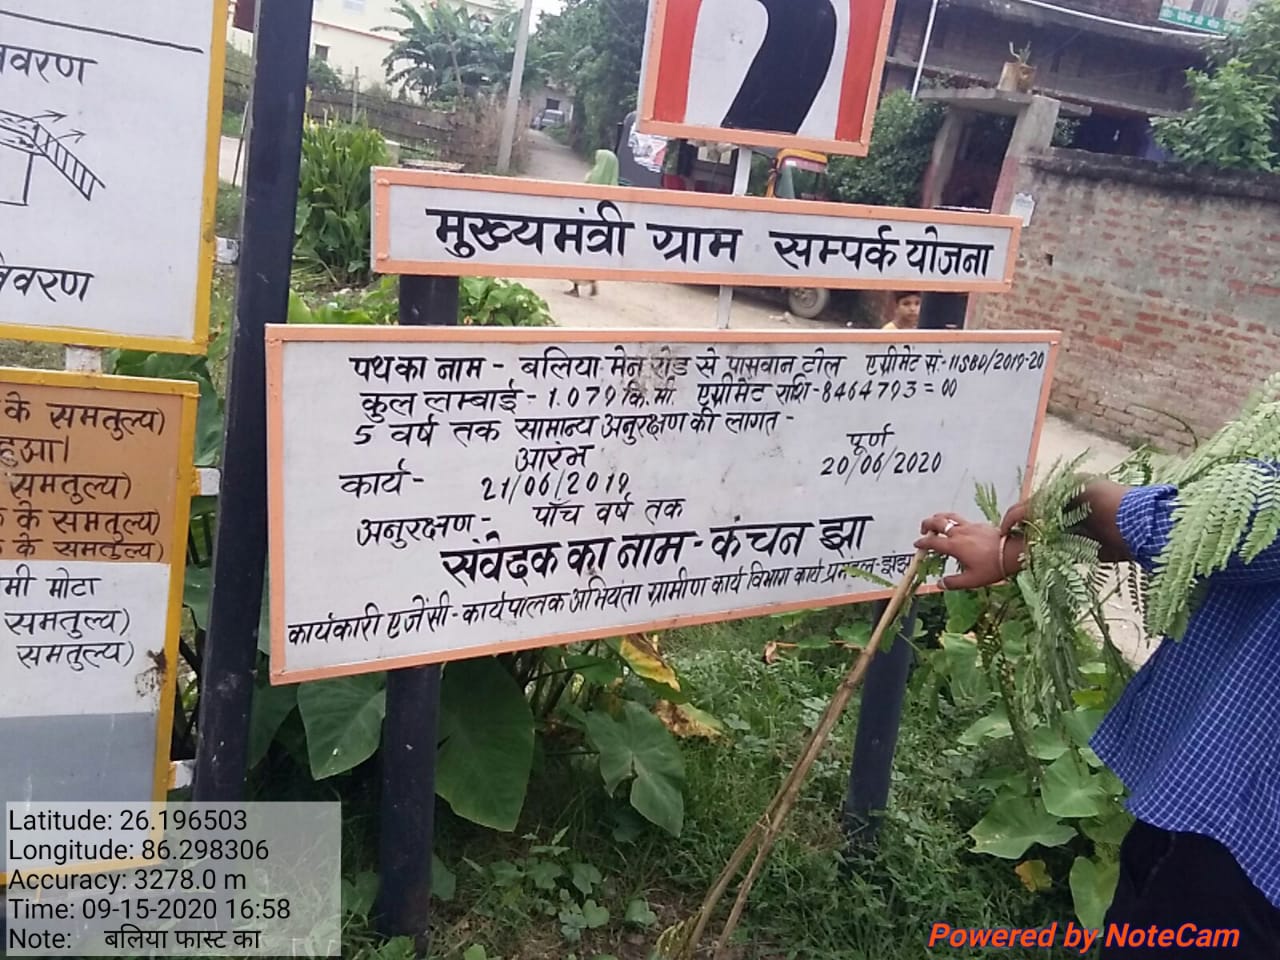 वरण
विवरण
के समतुल्य)
हुआ।
समतुल्य)
के समतुल्य)
के समतुल्य)
मी मोटा
समतुल्य)
समतुल्य)
मुख्यमंत्री ग्राम सम्पर्क योजना
पथ का नाम - बलिया मेन रोड से पासवान टोल एग्रीमेंट सं:- 11SBD/2019-20
कुल लम्बाई - 1.079 कि.मी. एग्रीमेंट राशि - 8464793 = 00
5 वर्ष तक सामान्य अनुरक्षण की लागत -
आरंभ पूर्ण
कार्य - 21/06/2019 20/06/2020
अनुरक्षण - पाँच वर्ष तक
संवेदक का नाम - कंचन झा
कार्यकारी एजेंसी - कार्यपालक अभियंता ग्रामीण कार्य विभाग कार्य
Latitude: 26.196503
Longitude: 86.298306
Accuracy: 3278.0 m
Time: 09-15-2020 16:58
Note: बलिया फास्ट का
Powered by NoteCam